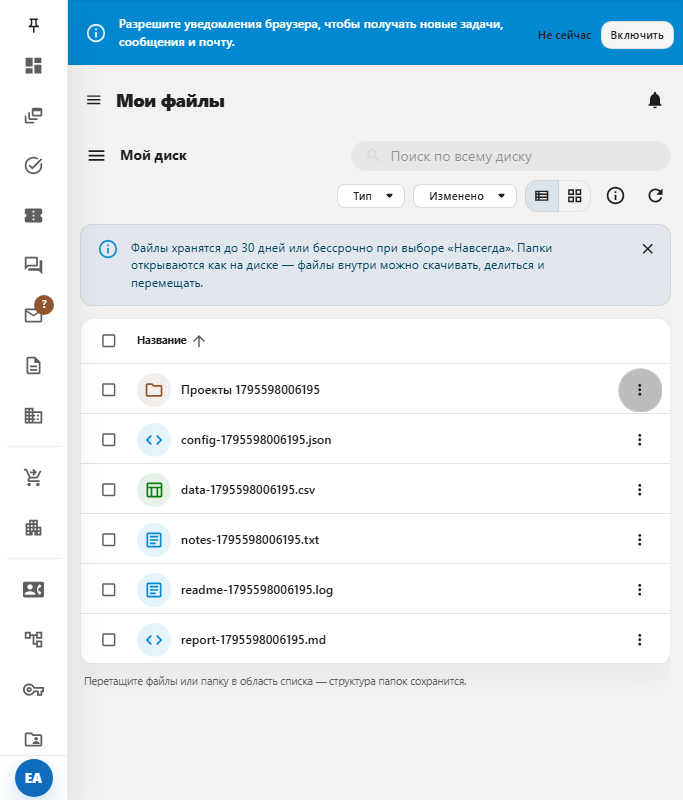 Разрешите уведомления браузера, чтобы получать новые задачи,
сообщения и почту.
Не сейчас
Включить
Мои файлы
Мой диск
Поиск по всему диску
Тип
Изменено
Файлы хранятся до 30 дней или бессрочно при выборе «Навсегда». Папки
открываются как на диске — файлы внутри можно скачивать, делиться и
перемещать.
Название
Проекты 1795598006195
config-1795598006195.json
data-1795598006195.csv
notes-1795598006195.txt
readme-1795598006195.log
report-1795598006195.md
Перетащите файлы или папку в область списка — структура папок сохранится.
?
EA